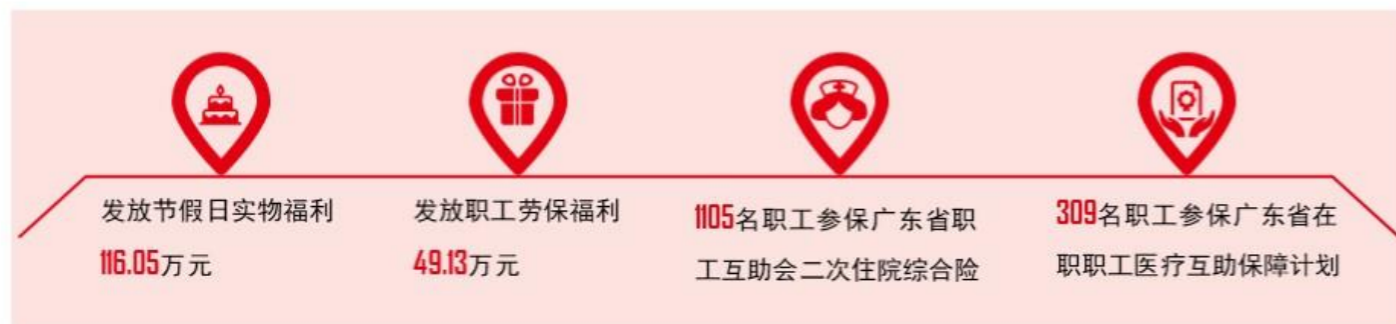 发放节假日实物福利
116.05万元
发放职工劳保福利
49.13万元
1105名职工参保广东省职
工互助会二次住院综合险
309名职工参保广东省在
职职工医疗互助保障计划